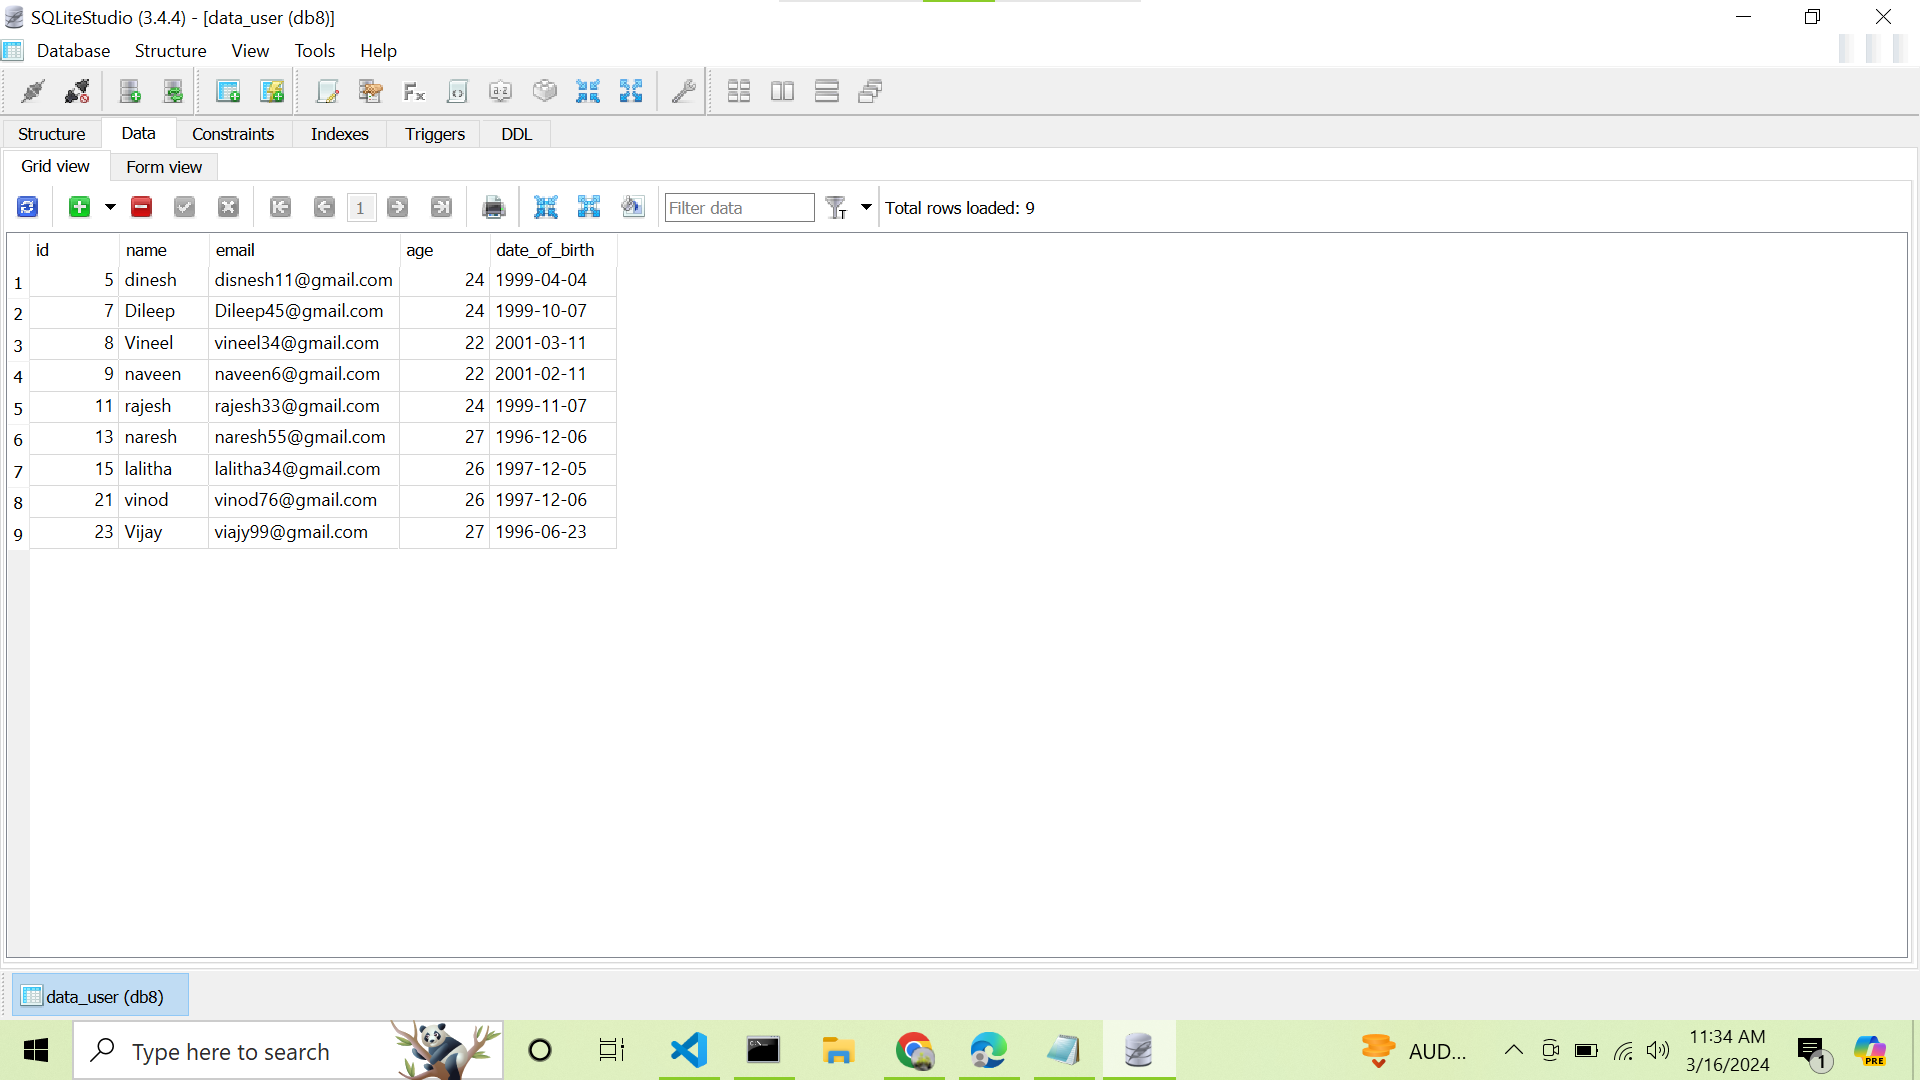 SQLiteStudio (3.4.4) - [data_user (db8)]
Database Structure View Tools Help
Structure Data Constraints Indexes Triggers DDL
Grid view Form view
1 Filter data Total rows loaded: 9
id name email age date_of_birth
1 5 dinesh disnesh11@gmail.com 24 1999-04-04
2 7 Dileep Dileep45@gmail.com 24 1999-10-07
3 8 Vineel vineel34@gmail.com 22 2001-03-11
4 9 naveen naveen6@gmail.com 22 2001-02-11
5 11 rajesh rajesh33@gmail.com 24 1999-11-07
6 13 naresh naresh55@gmail.com 27 1996-12-06
7 15 lalitha lalitha34@gmail.com 26 1997-12-05
8 21 vinod vinod76@gmail.com 26 1997-12-06
9 23 Vijay viajy99@gmail.com 27 1996-06-23
data_user (db8)
Type here to search AUD... 11:34 AM
3/16/2024 1 PRE